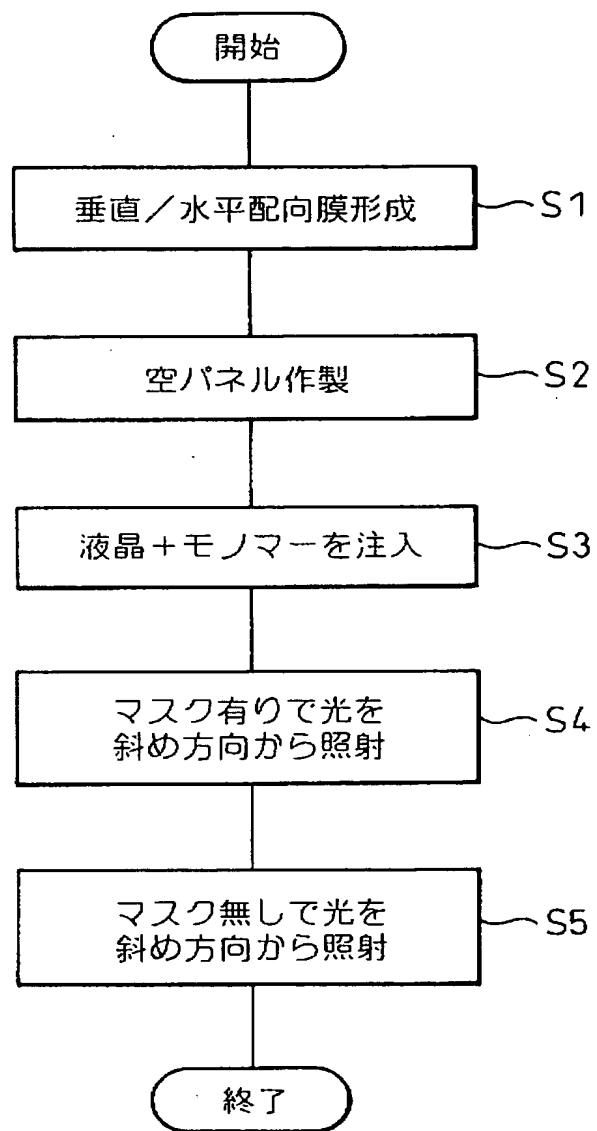 開始
垂直／水平配向膜形成
S1
空パネル作製
S2
液晶＋モノマーを注入
S3
マスク有りで光を
斜め方向から照射
S4
マスク無しで光を
斜め方向から照射
S5
終了